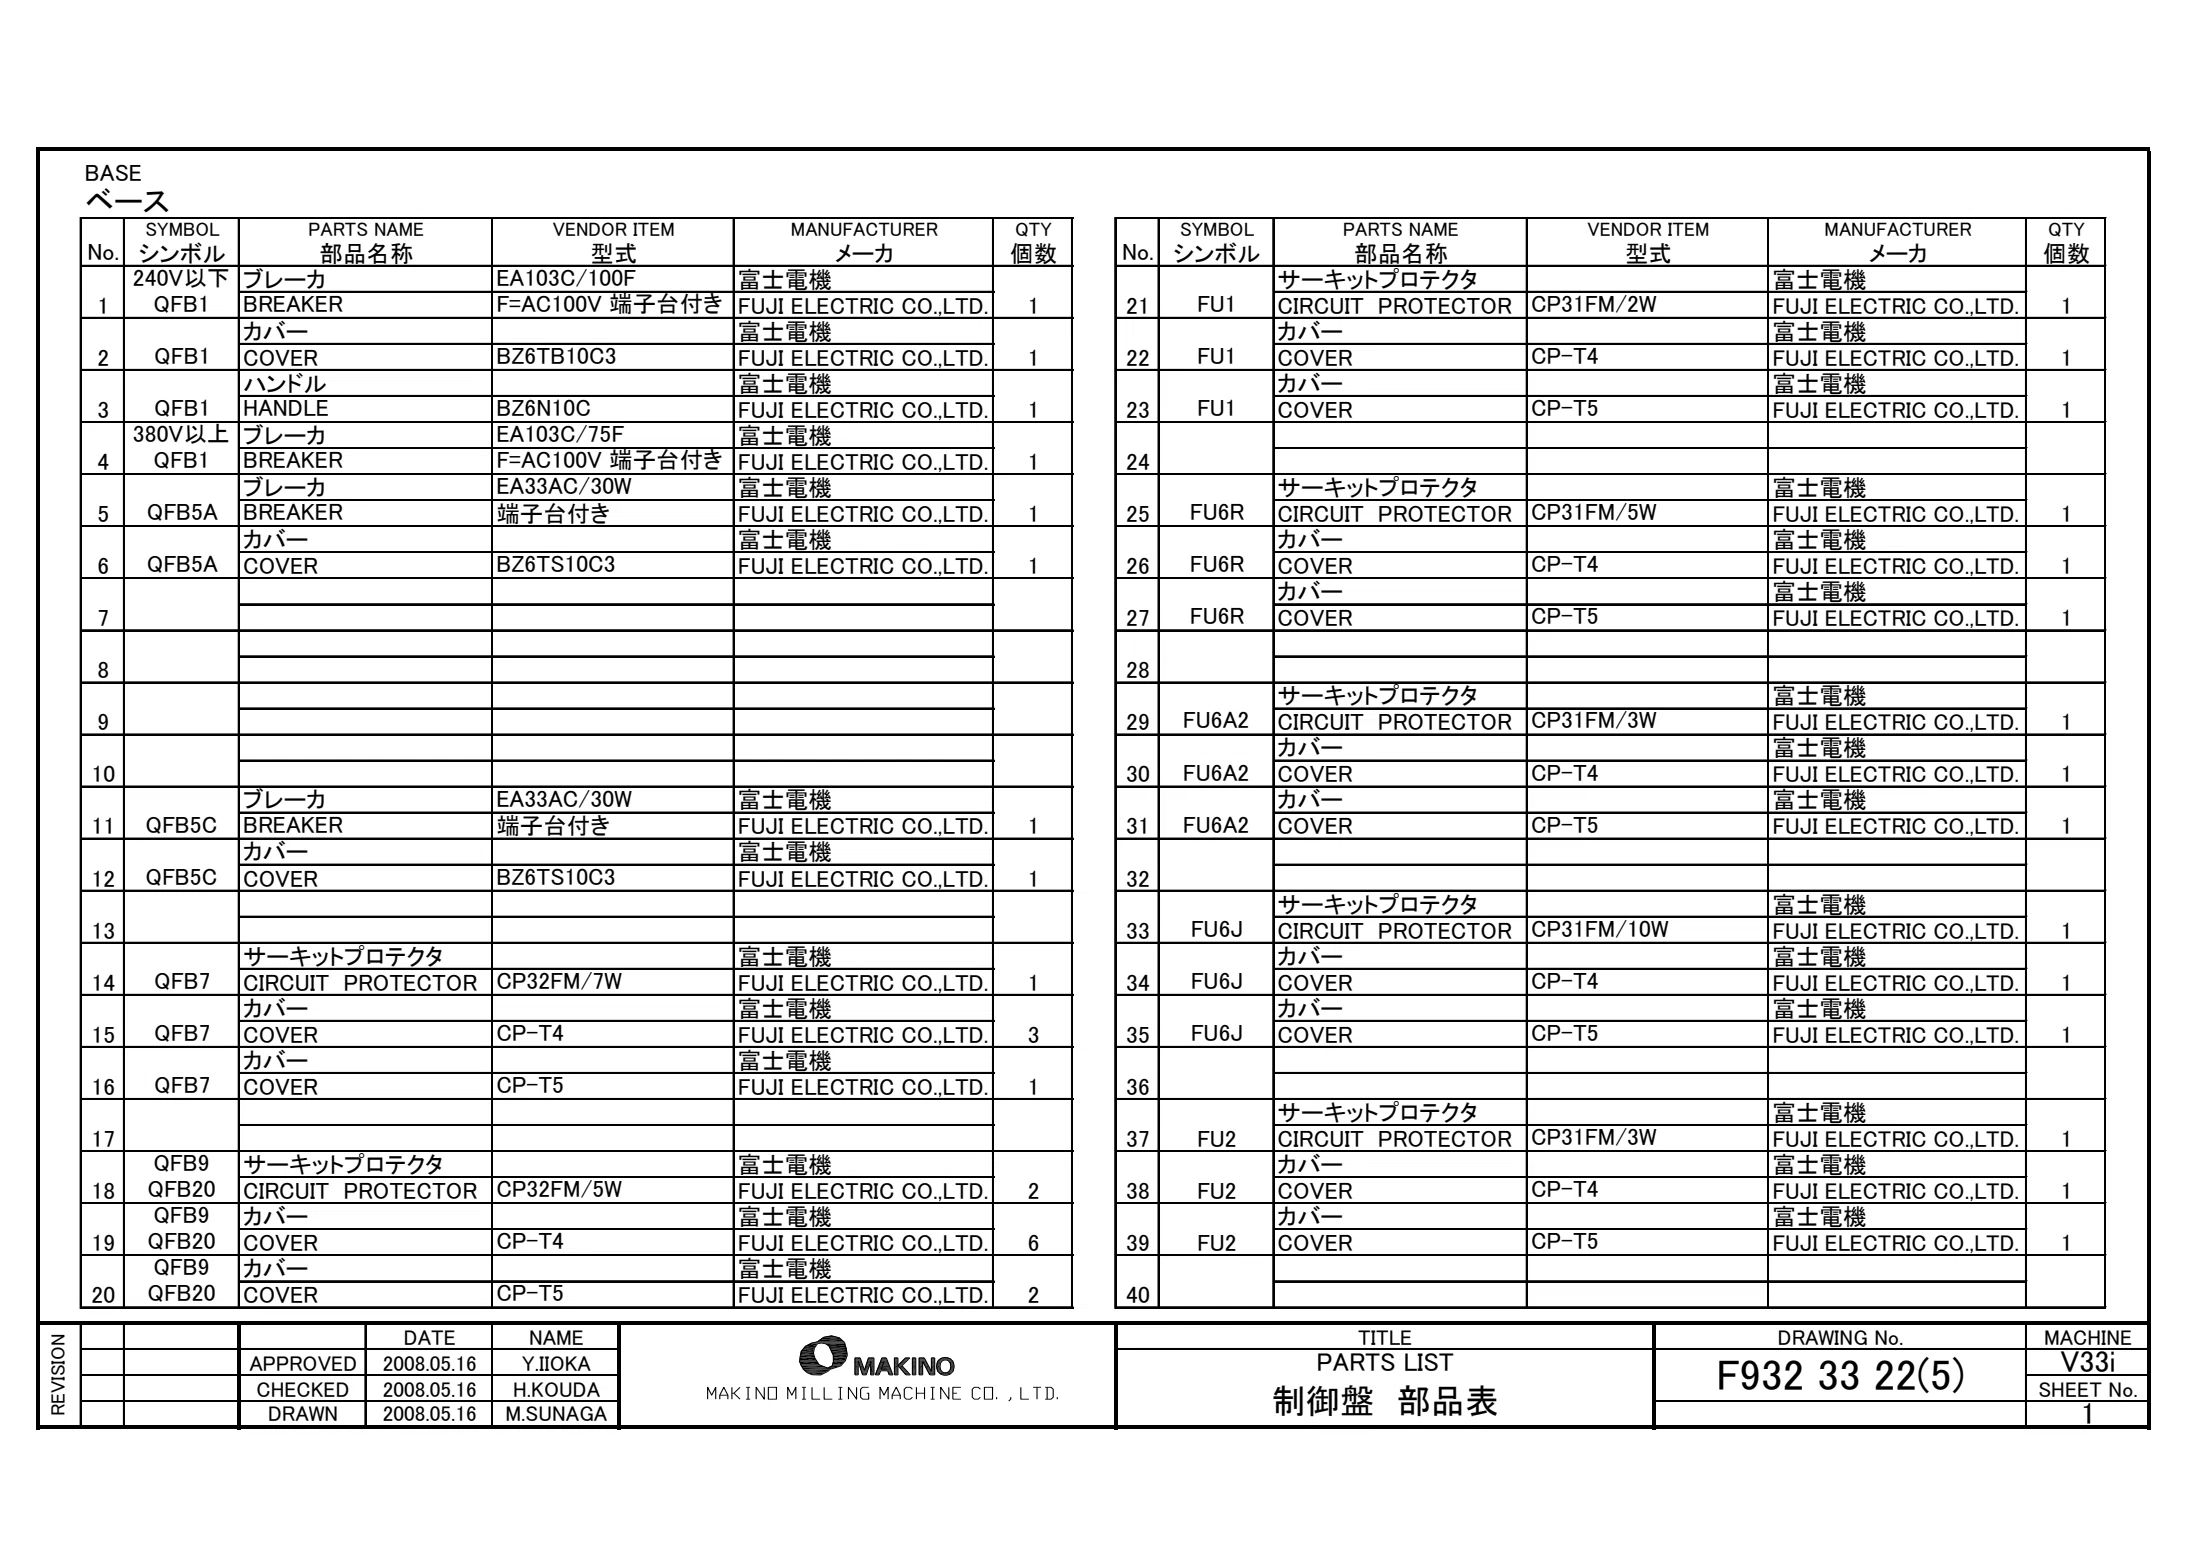 BASE
ベース
No. SYMBOL シンボル PARTS NAME 部品名称 VENDOR ITEM 型式 MANUFACTURER メーカ QTY 個数
240V以下 ブレーカ EA103C/100F 富士電機
1 QFB1 BREAKER F=AC100V 端子台付き FUJI ELECTRIC CO.,LTD. 1
カバー 富士電機
2 QFB1 COVER BZ6TB10C3 FUJI ELECTRIC CO.,LTD. 1
ハンドル 富士電機
3 QFB1 HANDLE BZ6N10C FUJI ELECTRIC CO.,LTD. 1
380V以上 ブレーカ EA103C/75F 富士電機
4 QFB1 BREAKER F=AC100V 端子台付き FUJI ELECTRIC CO.,LTD. 1
ブレーカ EA33AC/30W 富士電機
5 QFB5A BREAKER 端子台付き FUJI ELECTRIC CO.,LTD. 1
カバー 富士電機
6 QFB5A COVER BZ6TS10C3 FUJI ELECTRIC CO.,LTD. 1
7
8
9
10
ブレーカ EA33AC/30W 富士電機
11 QFB5C BREAKER 端子台付き FUJI ELECTRIC CO.,LTD. 1
カバー 富士電機
12 QFB5C COVER BZ6TS10C3 FUJI ELECTRIC CO.,LTD. 1
13
サーキットプロテクタ 富士電機
14 QFB7 CIRCUIT PROTECTOR CP32FM/7W FUJI ELECTRIC CO.,LTD. 1
カバー 富士電機
15 QFB7 COVER CP-T4 FUJI ELECTRIC CO.,LTD. 3
カバー 富士電機
16 QFB7 COVER CP-T5 FUJI ELECTRIC CO.,LTD. 1
17
QFB9 サーキットプロテクタ 富士電機
18 QFB20 CIRCUIT PROTECTOR CP32FM/5W FUJI ELECTRIC CO.,LTD. 2
QFB9 カバー 富士電機
19 QFB20 COVER CP-T4 FUJI ELECTRIC CO.,LTD. 6
QFB9 カバー 富士電機
20 QFB20 COVER CP-T5 FUJI ELECTRIC CO.,LTD. 2
No. SYMBOL シンボル PARTS NAME 部品名称 VENDOR ITEM 型式 MANUFACTURER メーカ QTY 個数
サーキットプロテクタ 富士電機
21 FU1 CIRCUIT PROTECTOR CP31FM/2W FUJI ELECTRIC CO.,LTD. 1
カバー 富士電機
22 FU1 COVER CP-T4 FUJI ELECTRIC CO.,LTD. 1
カバー 富士電機
23 FU1 COVER CP-T5 FUJI ELECTRIC CO.,LTD. 1
24
サーキットプロテクタ 富士電機
25 FU6R CIRCUIT PROTECTOR CP31FM/5W FUJI ELECTRIC CO.,LTD. 1
カバー 富士電機
26 FU6R COVER CP-T4 FUJI ELECTRIC CO.,LTD. 1
カバー 富士電機
27 FU6R COVER CP-T5 FUJI ELECTRIC CO.,LTD. 1
28
サーキットプロテクタ 富士電機
29 FU6A2 CIRCUIT PROTECTOR CP31FM/3W FUJI ELECTRIC CO.,LTD. 1
カバー 富士電機
30 FU6A2 COVER CP-T4 FUJI ELECTRIC CO.,LTD. 1
カバー 富士電機
31 FU6A2 COVER CP-T5 FUJI ELECTRIC CO.,LTD. 1
32
サーキットプロテクタ 富士電機
33 FU6J CIRCUIT PROTECTOR CP31FM/10W FUJI ELECTRIC CO.,LTD. 1
カバー 富士電機
34 FU6J COVER CP-T4 FUJI ELECTRIC CO.,LTD. 1
カバー 富士電機
35 FU6J COVER CP-T5 FUJI ELECTRIC CO.,LTD. 1
36
サーキットプロテクタ 富士電機
37 FU2 CIRCUIT PROTECTOR CP31FM/3W FUJI ELECTRIC CO.,LTD. 1
カバー 富士電機
38 FU2 COVER CP-T4 FUJI ELECTRIC CO.,LTD. 1
カバー 富士電機
39 FU2 COVER CP-T5 FUJI ELECTRIC CO.,LTD. 1
40
REVISION
DATE NAME
APPROVED 2008.05.16 Y.IIOKA
CHECKED 2008.05.16 H.KOUDA
DRAWN 2008.05.16 M.SUNAGA
MAKINO
MAKINO MILLING MACHINE CO. , LTD.
TITLE
PARTS LIST
制御盤 部品表
DRAWING No.
F932 33 22(5)
MACHINE
V33i
SHEET No.
1